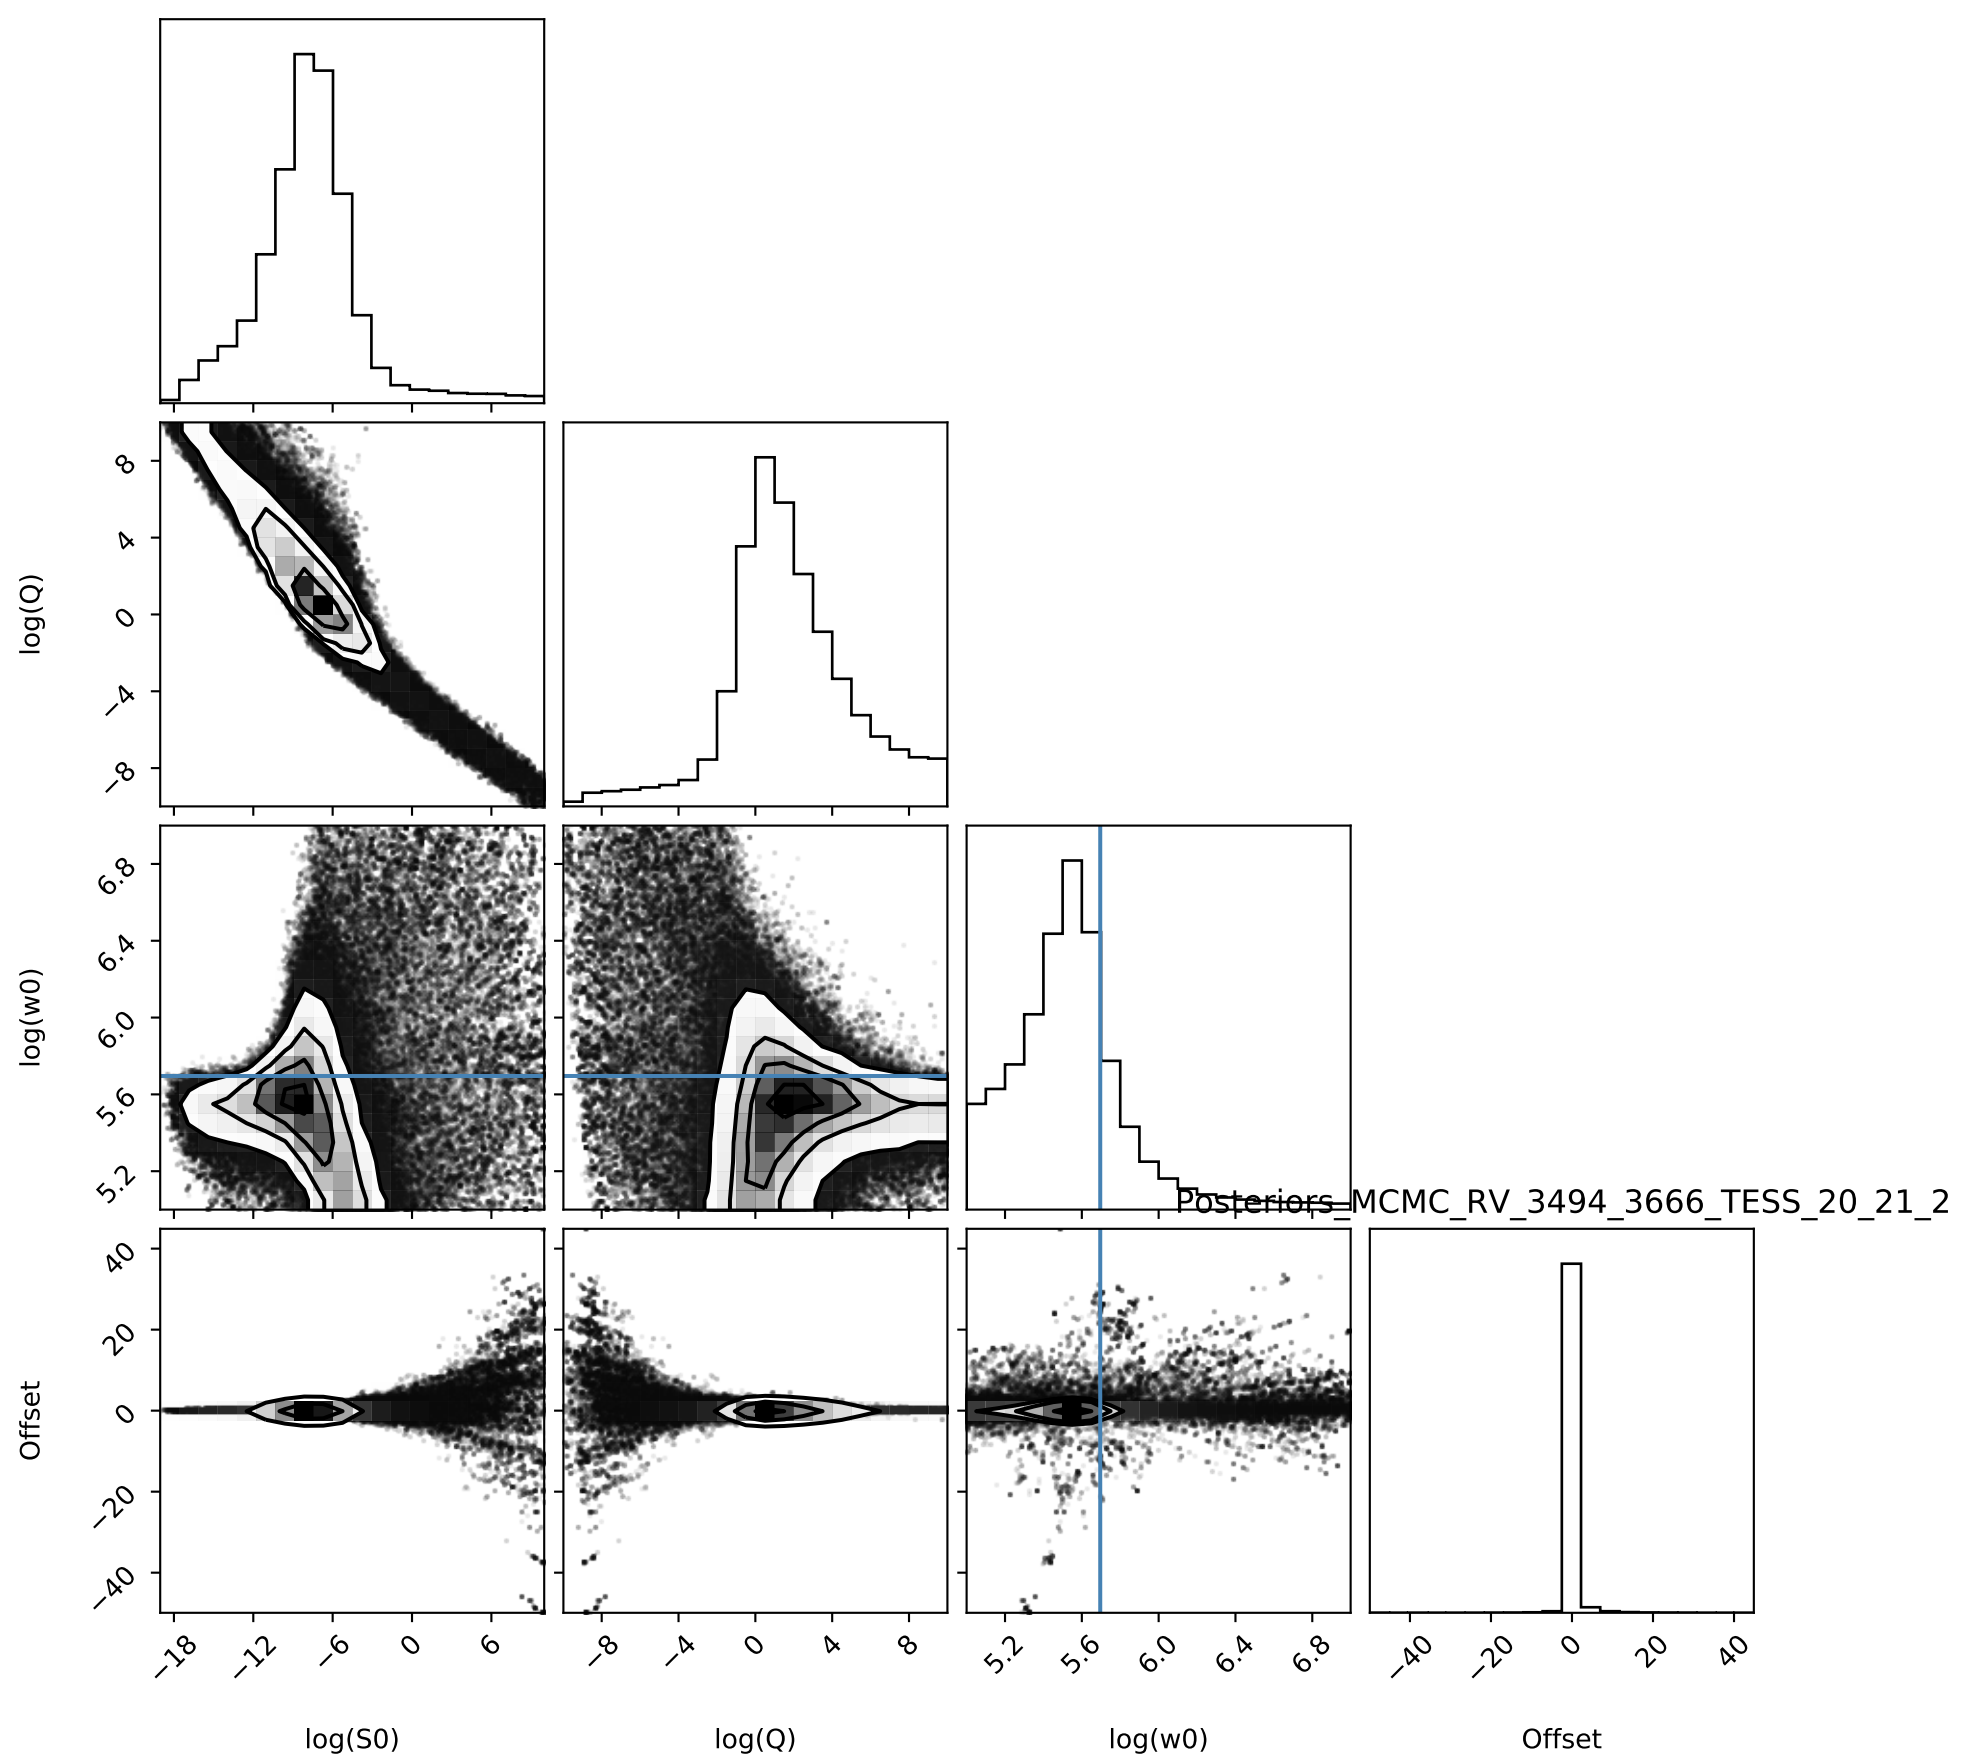 8
4
0
−4
−8
log(Q)
6.8
6.4
6.0
5.6
5.2
log(w0)
Posteriors_MCMC_RV_3494_3666_TESS_20_21_2
40
20
0
−20
−40
Offset
−18 −12 −6 0 6
−8 −4 0 4 8
5.2 5.6 6.0 6.4 6.8
−40 −20 0 20 40
log(S0) log(Q) log(w0) Offset